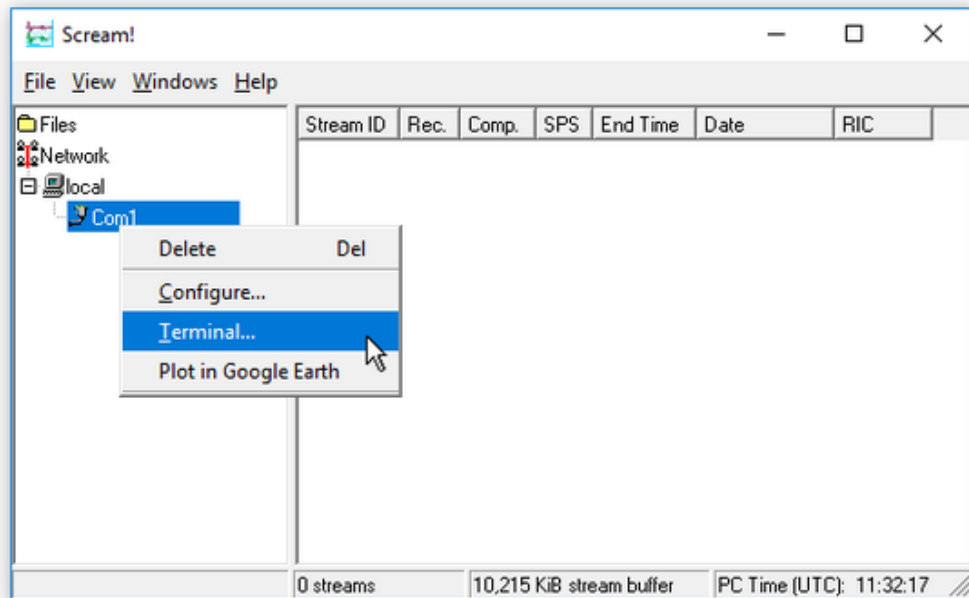 Scream!
File View Windows Help
Files
Network
local
Com1
Stream ID Rec. Comp. SPS End Time Date RIC
Delete Del
Configure...
Terminal...
Plot in Google Earth
0 streams 10,215 KiB stream buffer PC Time (UTC): 11:32:17